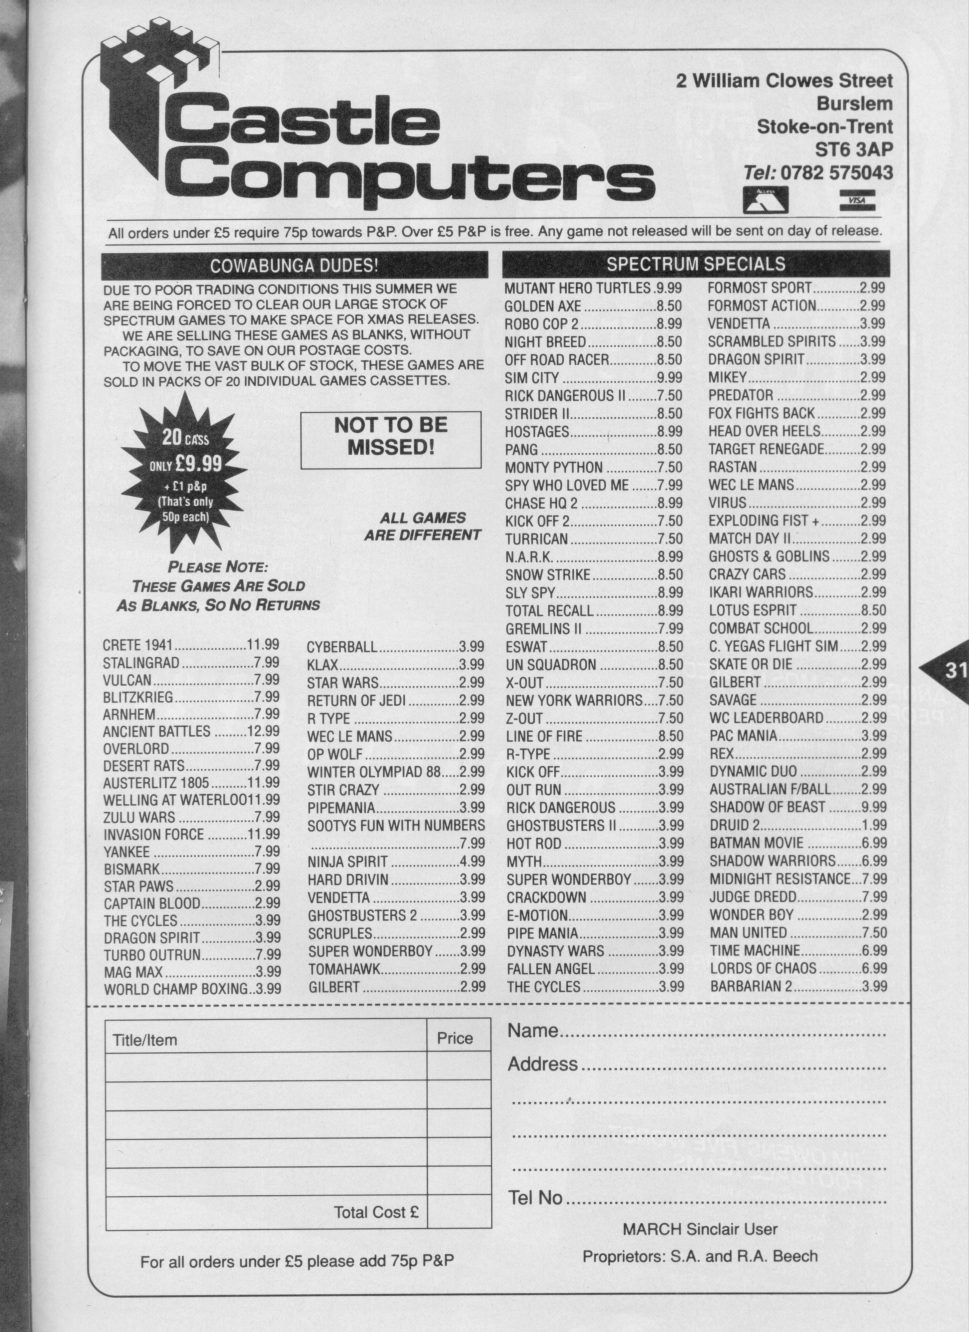 Castle
Computers
2 William Clowes Street
Burslem
Stoke-on-Trent
ST6 3AP
Tel: 0782 575043
Access
VISA
All orders under £5 require 75p towards P&P. Over £5 P&P is free. Any game not released will be sent on day of release.
COWABUNGA DUDES!
DUE TO POOR TRADING CONDITIONS THIS SUMMER WE
ARE BEING FORCED TO CLEAR OUR LARGE STOCK OF
SPECTRUM GAMES TO MAKE SPACE FOR XMAS RELEASES.
WE ARE SELLING THESE GAMES AS BLANKS, WITHOUT
PACKAGING, TO SAVE ON OUR POSTAGE COSTS.
TO MOVE THE VAST BULK OF STOCK, THESE GAMES ARE
SOLD IN PACKS OF 20 INDIVIDUAL GAMES CASSETTES.
20 CASS
ONLY £9.99
+ £1 p&p
(That's only
50p each)
NOT TO BE
MISSED!
ALL GAMES
ARE DIFFERENT
PLEASE NOTE:
THESE GAMES ARE SOLD
AS BLANKS, SO NO RETURNS
CRETE 1941....................11.99
STALINGRAD....................7.99
VULCAN....................7.99
BLITZKRIEG....................7.99
ARNHEM....................7.99
ANCIENT BATTLES .........12.99
OVERLORD....................7.99
DESERT RATS....................7.99
AUSTERLITZ 1805.........11.99
WELLING AT WATERLOO11.99
ZULU WARS ....................7.99
INVASION FORCE ..........11.99
YANKEE ....................7.99
BISMARK....................7.99
STAR PAWS....................2.99
CAPTAIN BLOOD..............2.99
THE CYCLES....................3.99
DRAGON SPIRIT..............3.99
TURBO OUTRUN..............7.99
MAG MAX....................3.99
WORLD CHAMP BOXING..3.99
CYBERBALL....................3.99
KLAX....................3.99
STAR WARS....................2.99
RETURN OF JEDI .............2.99
R TYPE ....................2.99
WEC LE MANS..............2.99
OP WOLF ....................2.99
WINTER OLYMPIAD 88....2.99
STIR CRAZY ....................2.99
PIPEMANIA....................3.99
SOOTYS FUN WITH NUMBERS
....................7.99
NINJA SPIRIT ..............4.99
HARD DRIVIN ..............3.99
VENDETTA ....................3.99
GHOSTBUSTERS 2 ..........3.99
SCRUPLES....................2.99
SUPER WONDERBOY ......3.99
TOMAHAWK....................2.99
GILBERT ....................2.99
SPECTRUM SPECIALS
MUTANT HERO TURTLES .9.99
GOLDEN AXE ..................8.50
ROBO COP 2....................8.99
NIGHT BREED..................8.50
OFF ROAD RACER............8.50
SIM CITY ....................9.99
RICK DANGEROUS II .......7.50
STRIDER II....................8.50
HOSTAGES....................8.99
PANG ....................8.50
MONTY PYTHON ............7.50
SPY WHO LOVED ME ......7.99
CHASE HQ 2 ..................8.99
KICK OFF 2....................7.50
TURRICAN ....................7.50
N.A.R.K. ....................8.99
SNOW STRIKE................8.50
SLY SPY....................8.99
TOTAL RECALL...............8.99
GREMLINS II ..................7.99
ESWAT ....................8.50
UN SQUADRON ..............8.50
X-OUT ....................7.50
NEW YORK WARRIORS....7.50
Z-OUT ....................7.50
LINE OF FIRE ..................8.50
R-TYPE ....................2.99
KICK OFF....................3.99
OUT RUN ....................3.99
RICK DANGEROUS ..........3.99
GHOSTBUSTERS II ..........3.99
HOT ROD ....................3.99
MYTH....................3.99
SUPER WONDERBOY ......3.99
CRACKDOWN ................3.99
E-MOTION....................3.99
PIPE MANIA..................3.99
DYNASTY WARS ............3.99
FALLEN ANGEL...............3.99
THE CYCLES ..................3.99
FORMOST SPORT............2.99
FORMOST ACTION...........2.99
VENDETTA ....................3.99
SCRAMBLED SPIRITS .....3.99
DRAGON SPIRIT..............3.99
MIKEY....................2.99
PREDATOR ....................2.99
FOX FIGHTS BACK ..........2.99
HEAD OVER HEELS.........2.99
TARGET RENEGADE........2.99
RASTAN ....................2.99
WEC LE MANS...............2.99
VIRUS....................2.99
EXPLODING FIST +..........2.99
MATCH DAY II................2.99
GHOSTS & GOBLINS .......2.99
CRAZY CARS ..................2.99
IKARI WARRIORS............2.99
LOTUS ESPRIT ...............8.50
COMBAT SCHOOL...........2.99
C. YEGAS FLIGHT SIM.....2.99
SKATE OR DIE ................2.99
GILBERT ....................2.99
SAVAGE ....................2.99
WC LEADERBOARD ........2.99
PAC MANIA....................3.99
REX....................2.99
DYNAMIC DUO ..............2.99
AUSTRALIAN F/BALL.......2.99
SHADOW OF BEAST ........9.99
DRUID 2....................1.99
BATMAN MOVIE .............6.99
SHADOW WARRIORS......6.99
MIDNIGHT RESISTANCE...7.99
JUDGE DREDD................7.99
WONDER BOY ................2.99
MAN UNITED ..................7.50
TIME MACHINE...............6.99
LORDS OF CHAOS ..........6.99
BARBARIAN 2.................3.99
31
Title/Item Price
Total Cost £
For all orders under £5 please add 75p P&P
Name....................
Address ....................
Tel No ....................
MARCH Sinclair User
Proprietors: S.A. and R.A. Beech